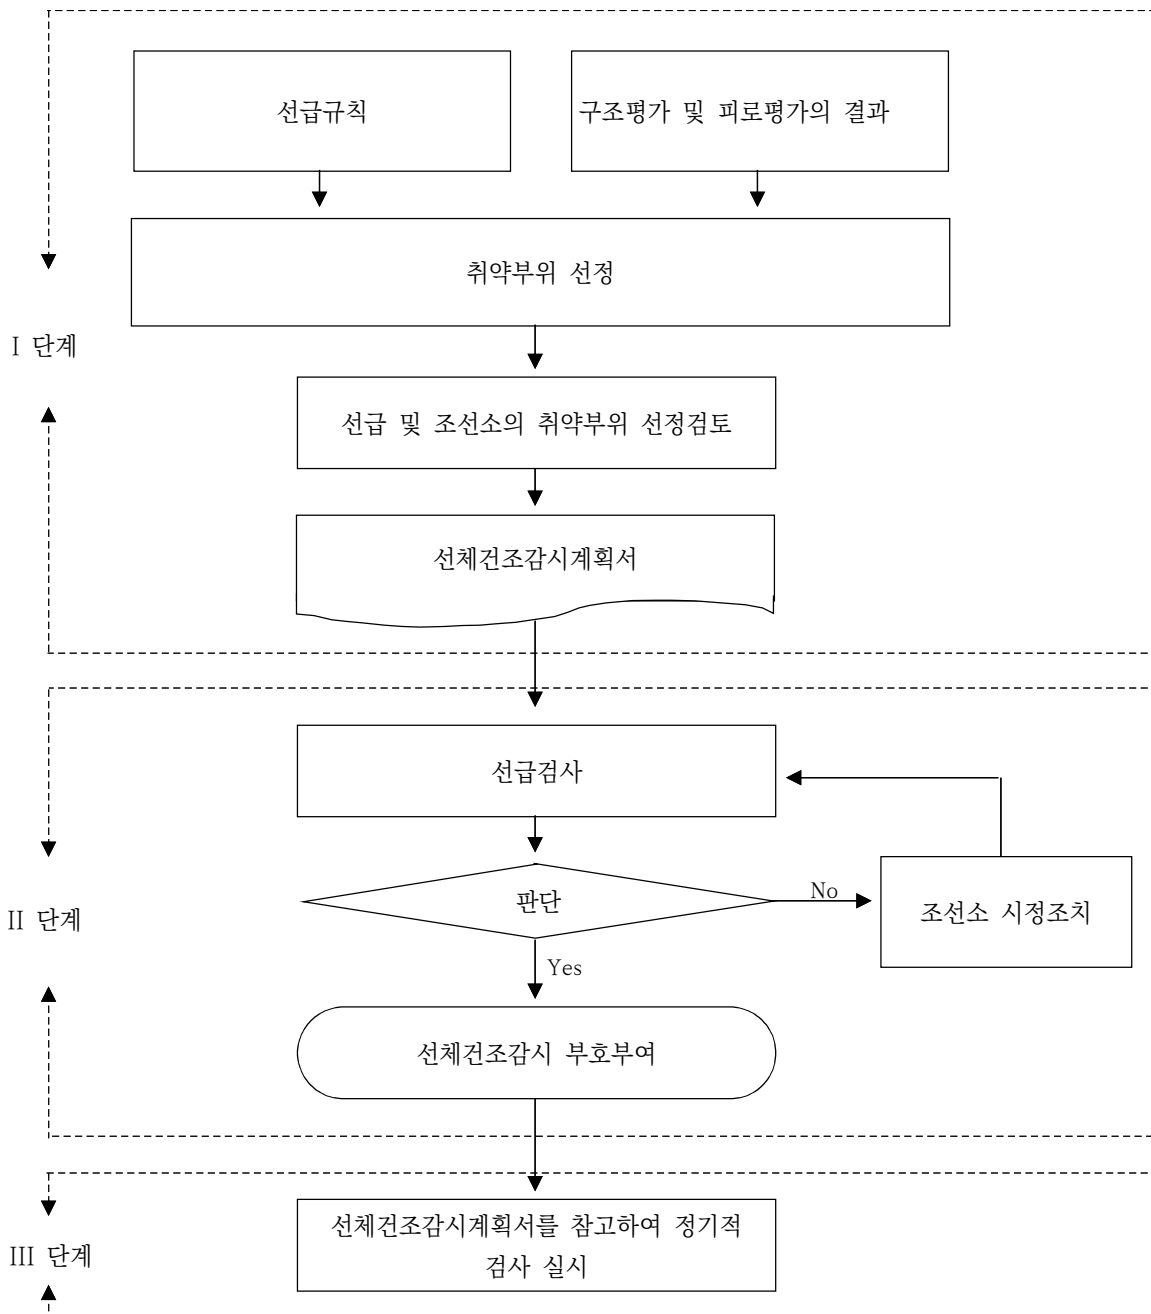 선급규칙
구조평가 및 피로평가의 결과
취약부위 선정
I 단계
선급 및 조선소의 취약부위 선정검토
선체건조감시계획서
선급검사
판단
No
조선소 시정조치
II 단계
Yes
선체건조감시 부호부여
선체건조감시계획서를 참고하여 정기적
검사 실시
III 단계